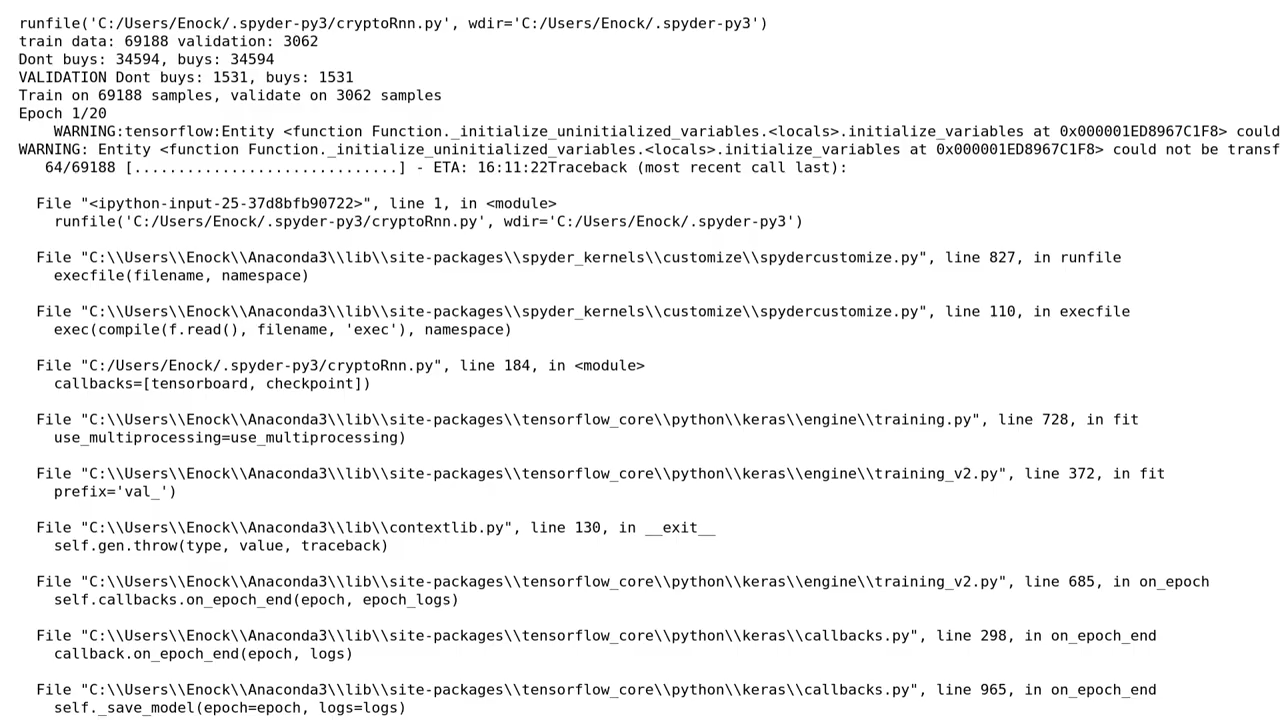 runfile('C:/Users/Enock/.spyder-py3/cryptoRnn.py', wdir='C:/Users/Enock/.spyder-py3')
train data: 69188 validation: 3062
Dont buys: 34594, buys: 34594
VALIDATION Dont buys: 1531, buys: 1531
Train on 69188 samples, validate on 3062 samples
Epoch 1/20
WARNING:tensorflow:Entity <function Function._initialize_uninitialized_variables.<locals>.initialize_variables at 0x000001ED8967C1F8> could
WARNING: Entity <function Function._initialize_uninitialized_variables.<locals>.initialize_variables at 0x000001ED8967C1F8> could not be transf
64/69188 [..............................] - ETA: 16:11:22Traceback (most recent call last):
File "<ipython-input-25-37d8bfb90722>", line 1, in <module>
runfile('C:/Users/Enock/.spyder-py3/cryptoRnn.py', wdir='C:/Users/Enock/.spyder-py3')
File "C:\\Users\\Enock\\Anaconda3\\lib\\site-packages\\spyder_kernels\\customize\\spydercustomize.py", line 827, in runfile
execfile(filename, namespace)
File "C:\\Users\\Enock\\Anaconda3\\lib\\site-packages\\spyder_kernels\\customize\\spydercustomize.py", line 110, in execfile
exec(compile(f.read(), filename, 'exec'), namespace)
File "C:/Users/Enock/.spyder-py3/cryptoRnn.py", line 184, in <module>
callbacks=[tensorboard, checkpoint])
File "C:\\Users\\Enock\\Anaconda3\\lib\\site-packages\\tensorflow_core\\python\\keras\\engine\\training.py", line 728, in fit
use_multiprocessing=use_multiprocessing)
File "C:\\Users\\Enock\\Anaconda3\\lib\\site-packages\\tensorflow_core\\python\\keras\\engine\\training_v2.py", line 372, in fit
prefix='val_')
File "C:\\Users\\Enock\\Anaconda3\\lib\\contextlib.py", line 130, in __exit__
self.gen.throw(type, value, traceback)
File "C:\\Users\\Enock\\Anaconda3\\lib\\site-packages\\tensorflow_core\\python\\keras\\engine\\training_v2.py", line 685, in on_epoch
self.callbacks.on_epoch_end(epoch, epoch_logs)
File "C:\\Users\\Enock\\Anaconda3\\lib\\site-packages\\tensorflow_core\\python\\keras\\callbacks.py", line 298, in on_epoch_end
callback.on_epoch_end(epoch, logs)
File "C:\\Users\\Enock\\Anaconda3\\lib\\site-packages\\tensorflow_core\\python\\keras\\callbacks.py", line 965, in on_epoch_end
self._save_model(epoch=epoch, logs=logs)